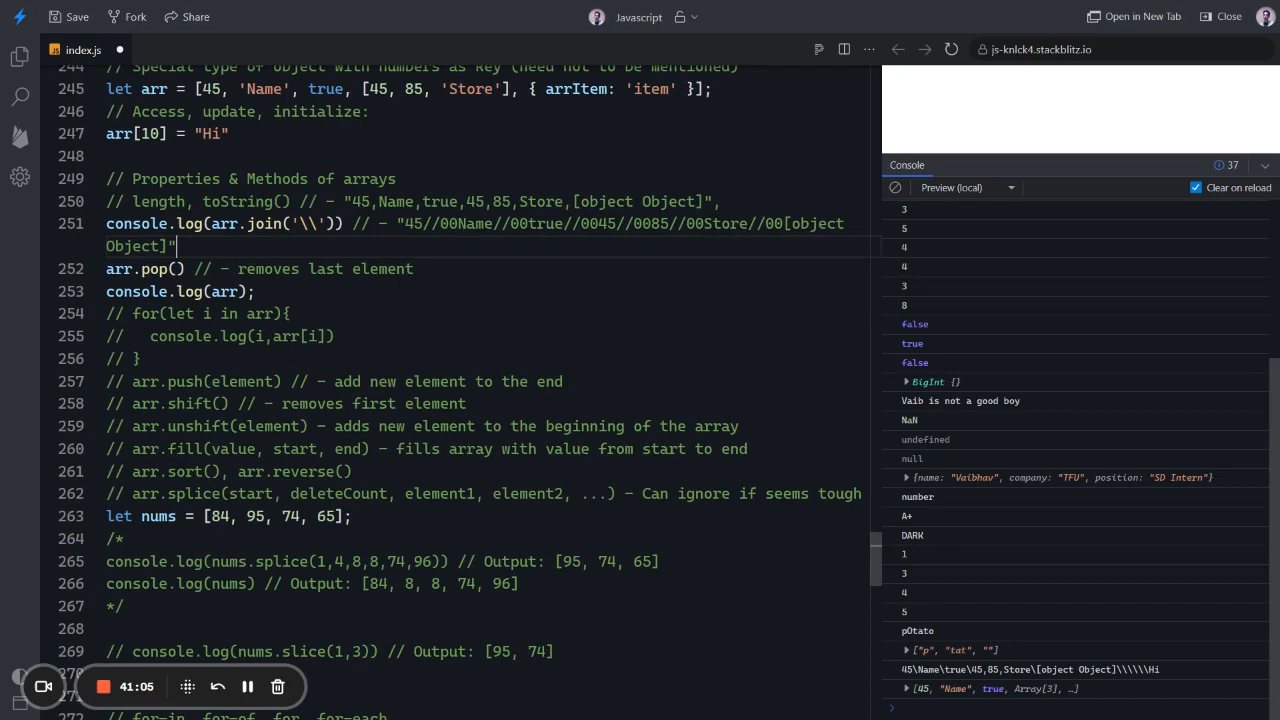 Save Fork Share Javascript Open in New Tab Close
index.js js-knlck4.stackblitz.io
244 // Special type of object with numbers as key (need not to be mentioned)
245 let arr = [45, 'Name', true, [45, 85, 'Store'], { arrItem: 'item' }];
246 // Access, update, initialize:
247 arr[10] = "Hi"
248
249 // Properties & Methods of arrays
250 // length, toString() // - "45,Name,true,45,85,Store,[object Object]",
251 console.log(arr.join('\\')) // - "45//00Name//00true//0045//0085//00Store//00[object
Object]"
252 arr.pop() // - removes last element
253 console.log(arr);
254 // for(let i in arr){
255 // console.log(i,arr[i])
256 // }
257 // arr.push(element) // - add new element to the end
258 // arr.shift() // - removes first element
259 // arr.unshift(element) - adds new element to the beginning of the array
260 // arr.fill(value, start, end) - fills array with value from start to end
261 // arr.sort(), arr.reverse()
262 // arr.splice(start, deleteCount, element1, element2, ...) - Can ignore if seems tough
263 let nums = [84, 95, 74, 65];
264 /*
265 console.log(nums.splice(1,4,8,8,74,96)) // Output: [95, 74, 65]
266 console.log(nums) // Output: [84, 8, 8, 74, 96]
267 */
268
269 // console.log(nums.slice(1,3)) // Output: [95, 74]
41:05
272 // for-in, for-of, for, for-each
Console 37
Preview (local) Clear on reload
3
5
4
4
3
8
false
true
false
BigInt {}
Vaib is not a good boy
NaN
undefined
null
{name: "Vaibhav", company: "TFU", position: "SD Intern"}
number
A+
DARK
1
3
4
5
pOtato
["p", "tat", ""]
45\Name\true\45,85,Store\[object Object]\\\\\\Hi
[45, "Name", true, Array[3], …]